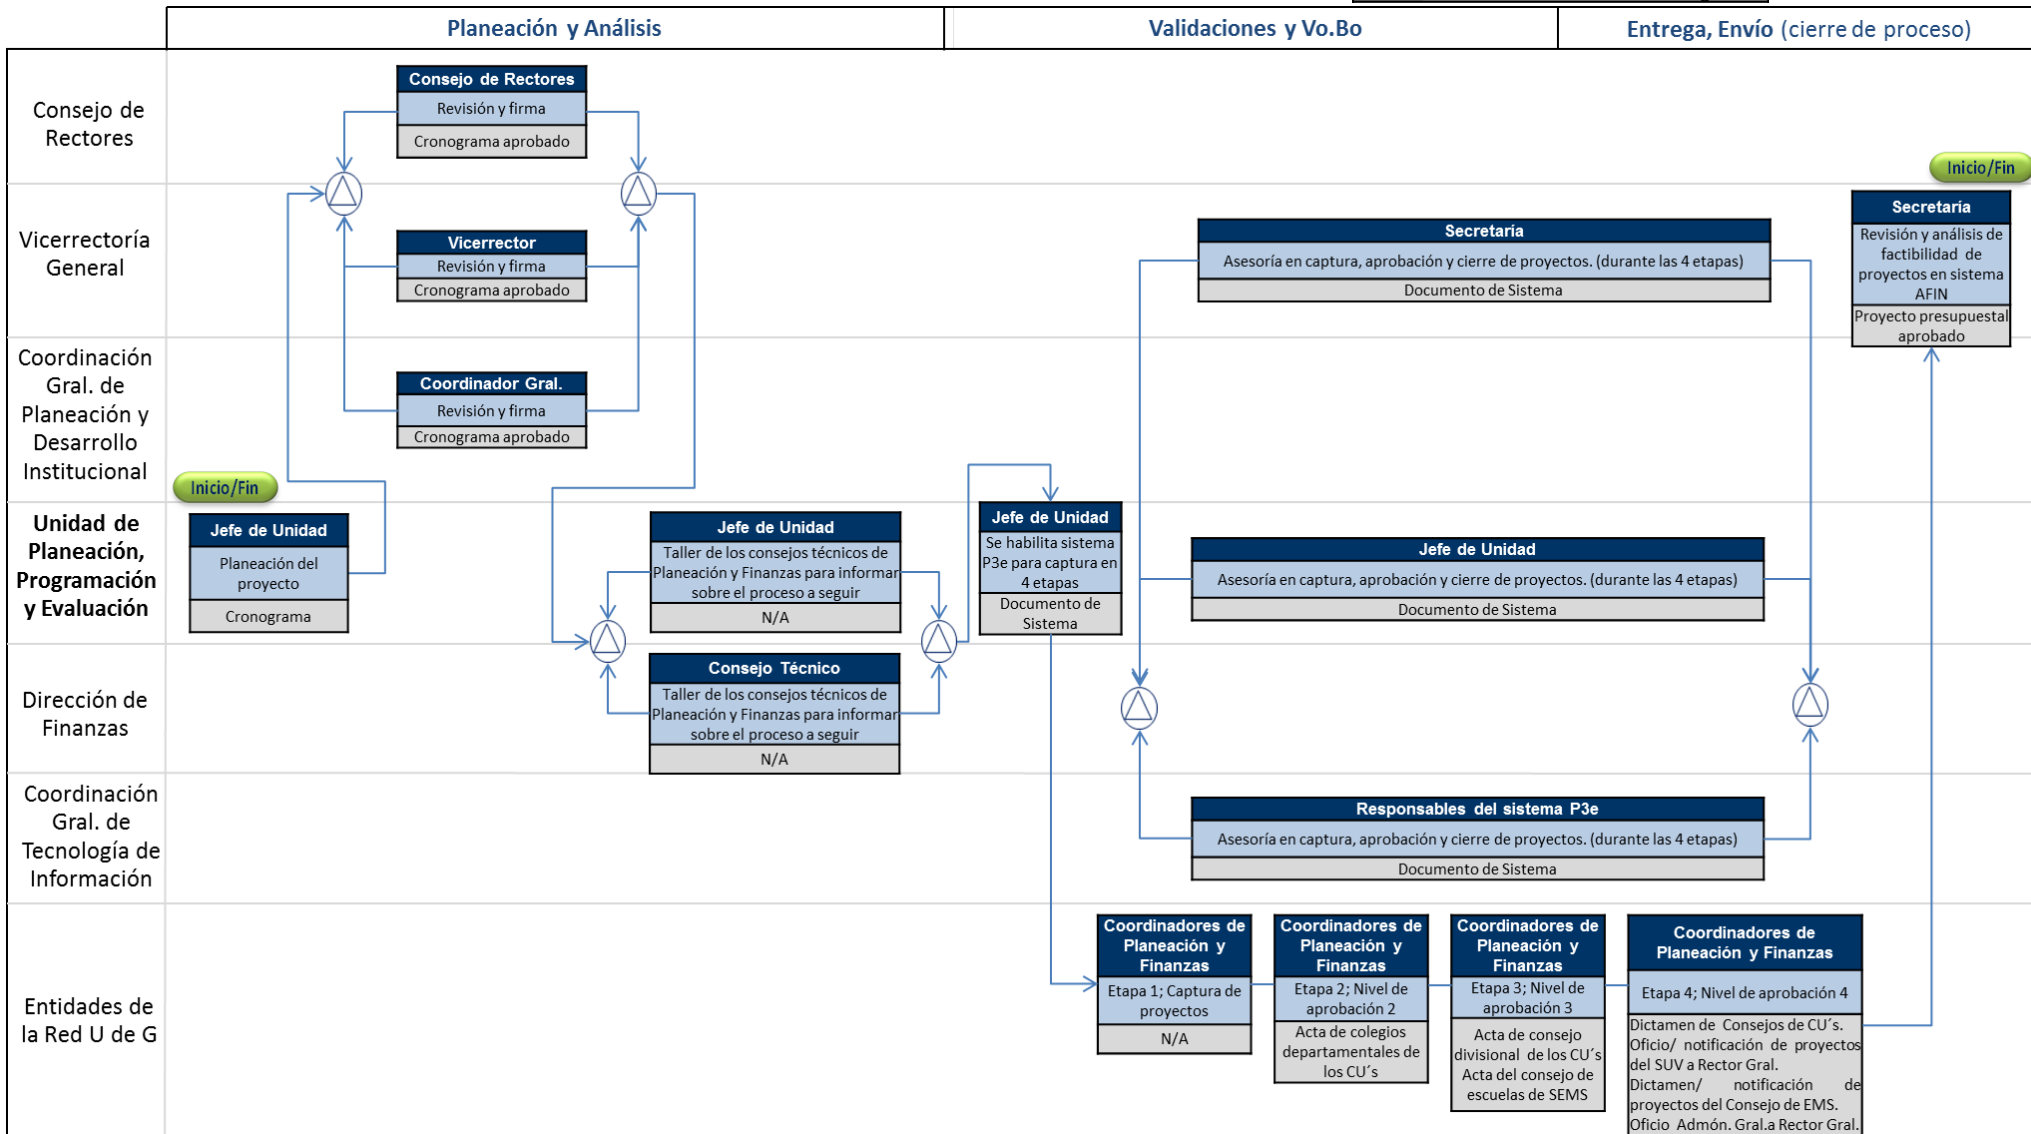 Planeación y Análisis
Validaciones y Vo.Bo
Entrega, Envío (cierre de proceso)
Consejo de
Rectores
Consejo de Rectores
Revisión y firma
Cronograma aprobado
Inicio/Fin
Vicerrectoría
General
Vicerrector
Revisión y firma
Cronograma aprobado
Secretaría
Asesoría en captura, aprobación y cierre de proyectos. (durante las 4 etapas)
Documento de Sistema
Secretaría
Revisión y análisis de
factibilidad de
proyectos en sistema
AFIN
Proyecto presupuestal
aprobado
Coordinación
Gral. de
Planeación y
Desarrollo
Institucional
Coordinador Gral.
Revisión y firma
Cronograma aprobado
Inicio/Fin
Unidad de
Planeación,
Programación
y Evaluación
Jefe de Unidad
Planeación del
proyecto
Cronograma
Jefe de Unidad
Taller de los consejos técnicos de
Planeación y Finanzas para informar
sobre el proceso a seguir
N/A
Jefe de Unidad
Se habilita sistema
P3e para captura en
4 etapas
Documento de
Sistema
Jefe de Unidad
Asesoría en captura, aprobación y cierre de proyectos. (durante las 4 etapas)
Documento de Sistema
Dirección de
Finanzas
Consejo Técnico
Taller de los consejos técnicos de
Planeación y Finanzas para informar
sobre el proceso a seguir
N/A
Coordinación
Gral. de
Tecnología de
Información
Responsables del sistema P3e
Asesoría en captura, aprobación y cierre de proyectos. (durante las 4 etapas)
Documento de Sistema
Entidades de
la Red U de G
Coordinadores de
Planeación y
Finanzas
Etapa 1; Captura de
proyectos
N/A
Coordinadores de
Planeación y
Finanzas
Etapa 2; Nivel de
aprobación 2
Acta de colegios
departamentales de
los CU´s
Coordinadores de
Planeación y
Finanzas
Etapa 3; Nivel de
aprobación 3
Acta de consejo
divisional de los CU´s
Acta del consejo de
escuelas de SEMS
Coordinadores de
Planeación y Finanzas
Etapa 4; Nivel de aprobación 4
Dictamen de Consejos de CU´s.
Oficio/ notificación de proyectos
del SUV a Rector Gral.
Dictamen/ notificación de
proyectos del Consejo de EMS.
Oficio Admón. Gral.a Rector Gral.